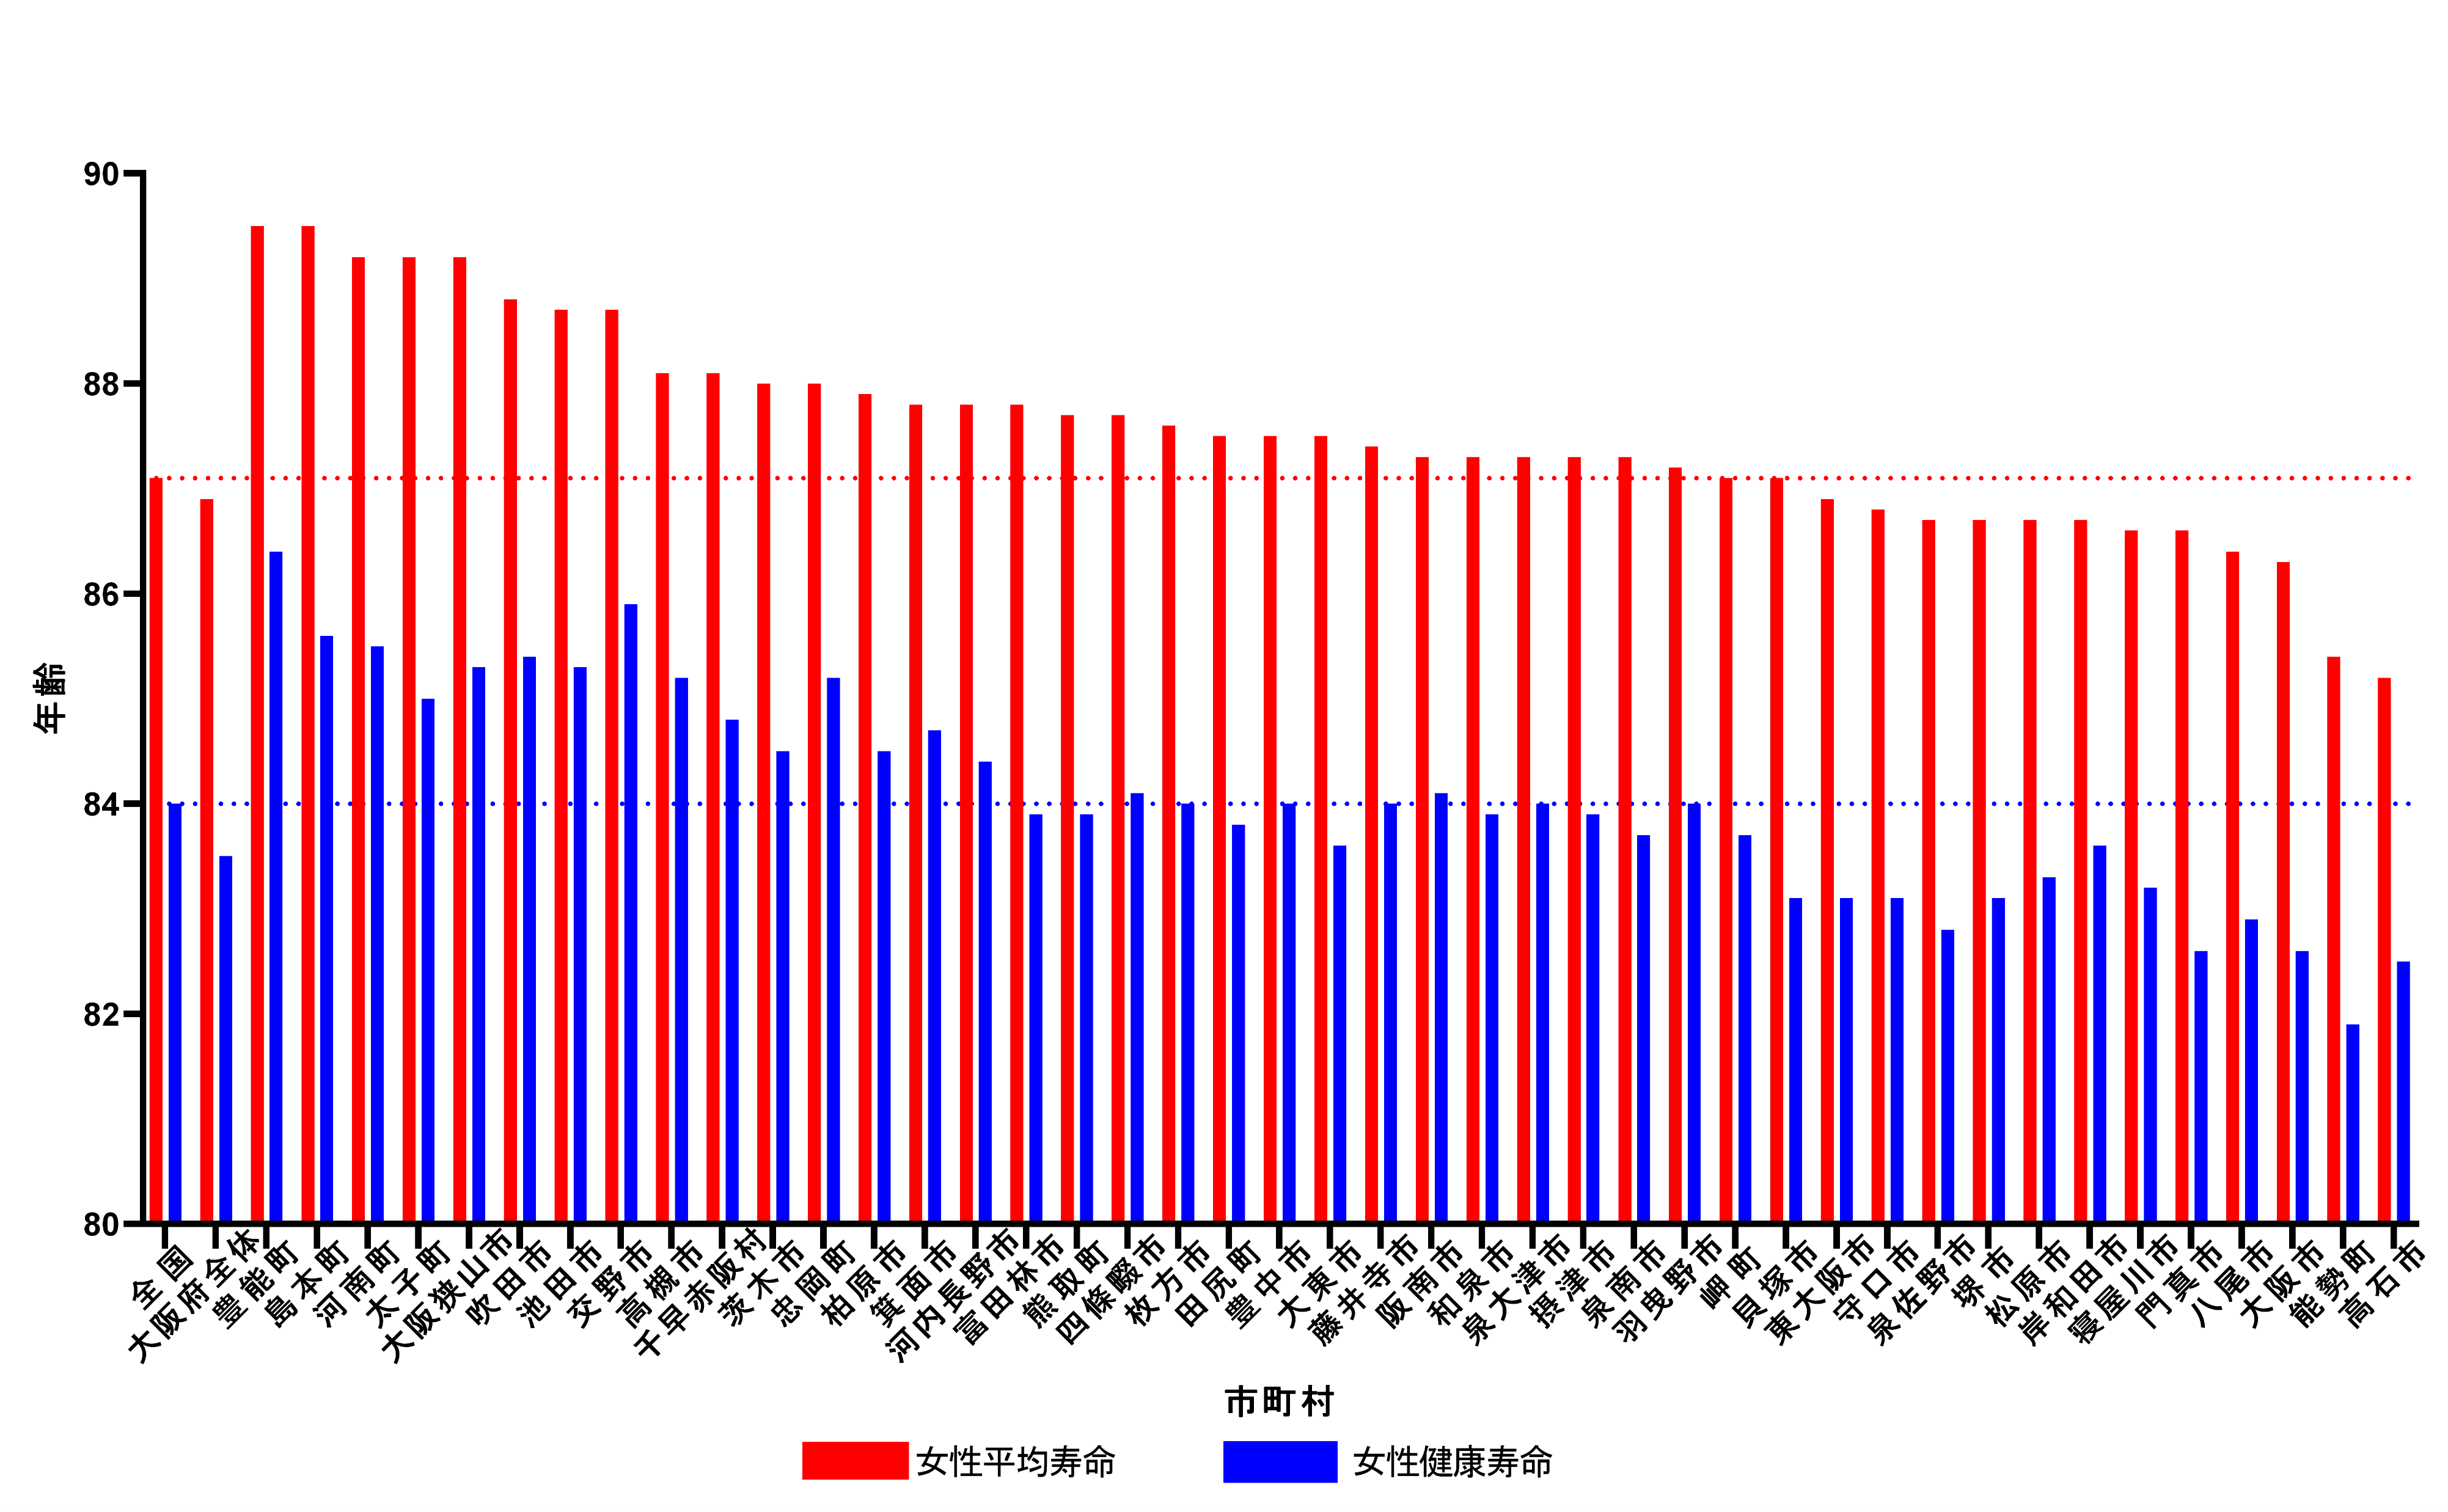 90
88
86
84
82
80
年齢
全国
大阪府全体
豊能町
島本町
河南町
太子町
大阪狭山市
吹田市
池田市
交野市
高槻市
千早赤阪村
茨木市
忠岡町
柏原市
箕面市
河内長野市
富田林市
熊取町
四條畷市
枚方市
田尻町
豊中市
大東市
藤井寺市
阪南市
和泉市
泉大津市
摂津市
泉南市
羽曳野市
岬町
貝塚市
東大阪市
守口市
泉佐野市
堺市
松原市
岸和田市
寝屋川市
門真市
八尾市
大阪市
能勢町
高石市
市町村
女性平均寿命
女性健康寿命